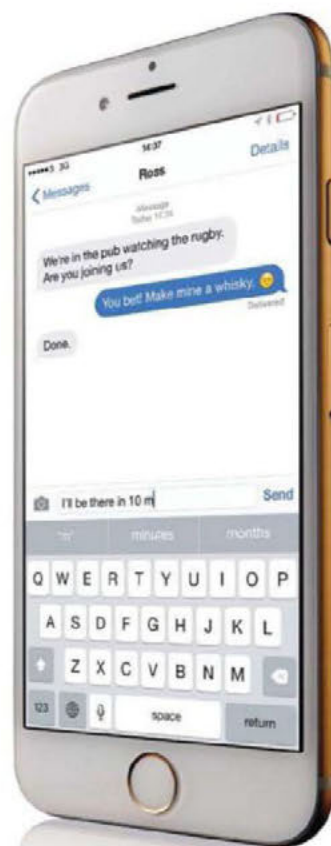 3G
14:37
Messages
Ross
Details
iMessage
We're in the pub watching the rugby.
Are you joining us?
You bet! Make mine a whisky. 😊
Delivered
Done.
I'll be there in 10 m
Send
"m"
minutes
months
Q W E R T Y U I O P
A S D F G H J K L
Z X C V B N M
123
space
return